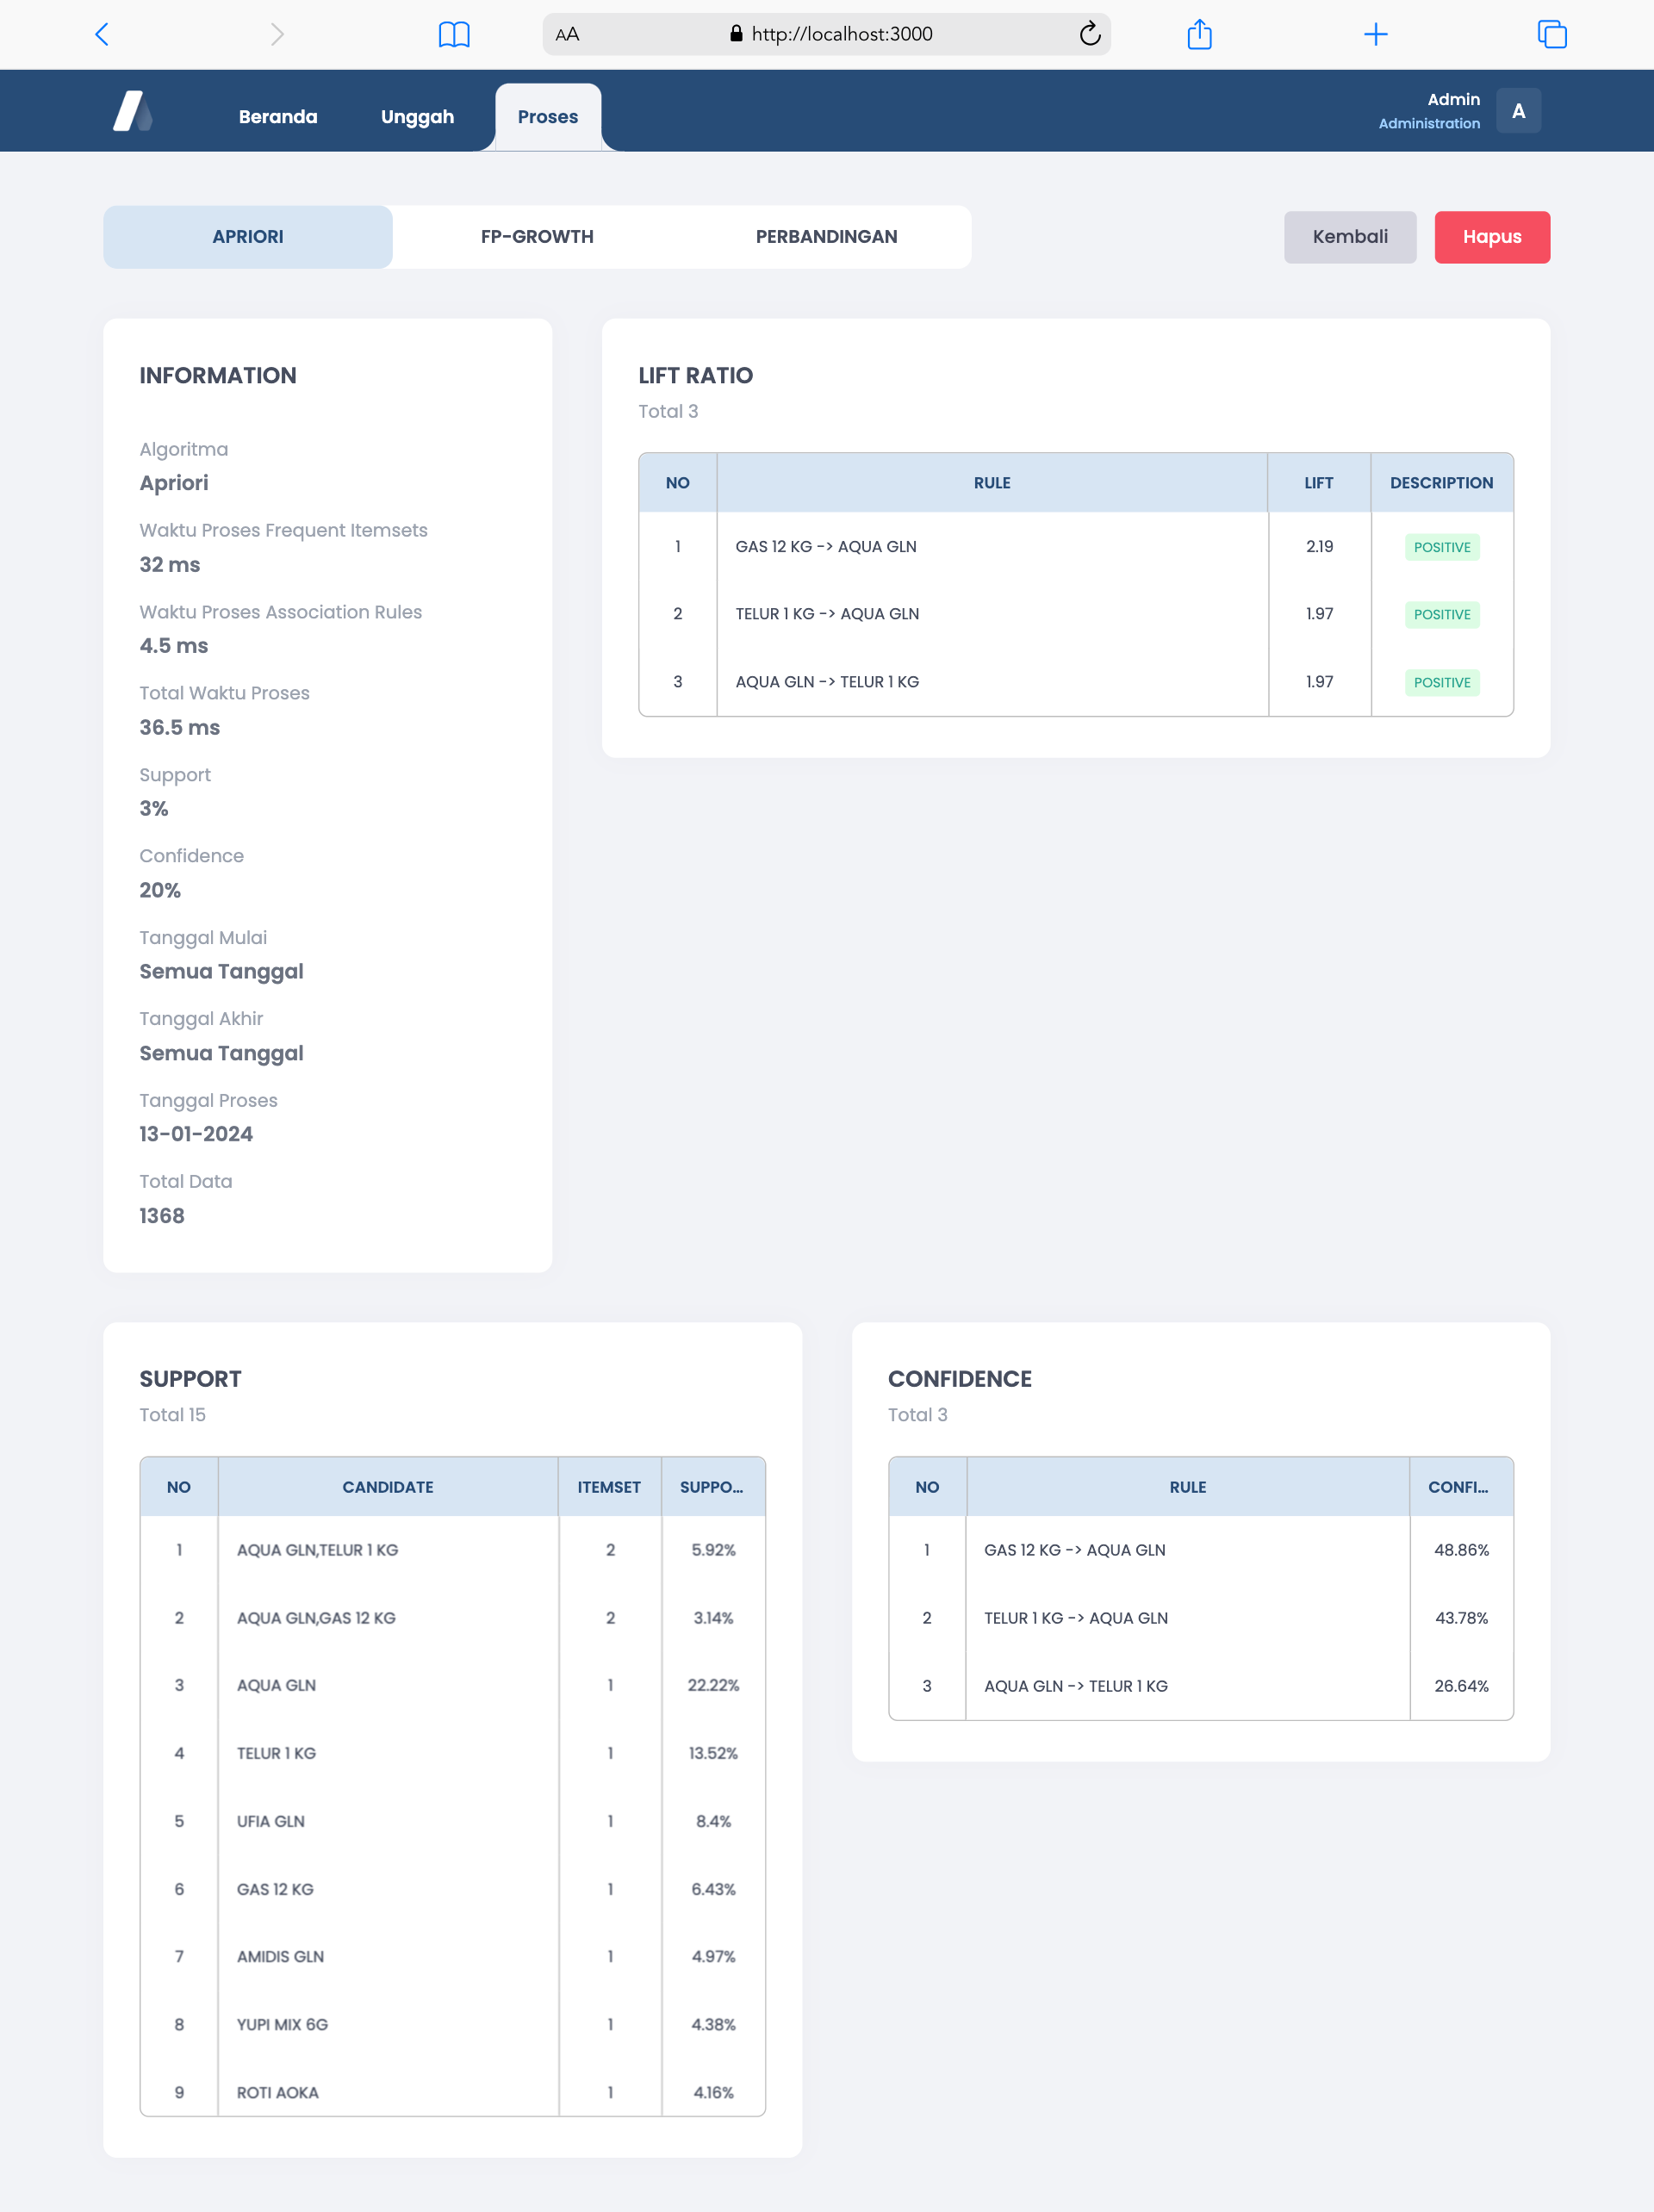 AA
http://localhost:3000
Beranda
Unggah
Proses
Admin
Administration
A
APRIORI
FP-GROWTH
PERBANDINGAN
Kembali
Hapus
INFORMATION
Algoritma
Apriori
Waktu Proses Frequent Itemsets
32 ms
Waktu Proses Association Rules
4.5 ms
Total Waktu Proses
36.5 ms
Support
3%
Confidence
20%
Tanggal Mulai
Semua Tanggal
Tanggal Akhir
Semua Tanggal
Tanggal Proses
13-01-2024
Total Data
1368
LIFT RATIO
Total 3
NO RULE LIFT DESCRIPTION
1 GAS 12 KG -> AQUA GLN 2.19 POSITIVE
2 TELUR 1 KG -> AQUA GLN 1.97 POSITIVE
3 AQUA GLN -> TELUR 1 KG 1.97 POSITIVE
SUPPORT
Total 15
NO CANDIDATE ITEMSET SUPPO...
1 AQUA GLN,TELUR 1 KG 2 5.92%
2 AQUA GLN,GAS 12 KG 2 3.14%
3 AQUA GLN 1 22.22%
4 TELUR 1 KG 1 13.52%
5 UFIA GLN 1 8.4%
6 GAS 12 KG 1 6.43%
7 AMIDIS GLN 1 4.97%
8 YUPI MIX 6G 1 4.38%
9 ROTI AOKA 1 4.16%
CONFIDENCE
Total 3
NO RULE CONFI...
1 GAS 12 KG -> AQUA GLN 48.86%
2 TELUR 1 KG -> AQUA GLN 43.78%
3 AQUA GLN -> TELUR 1 KG 26.64%